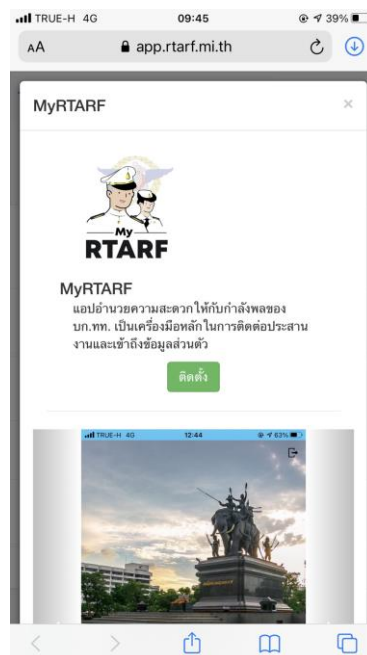 TRUE-H 4G 09:45 39%
AA app.rtarf.mi.th
MyRTARF ×
My
RTARF
MyRTARF
แอปอำนวยความสะดวกให้กับกำลังพลของ
บก.ทท. เป็นเครื่องมือหลักในการติดต่อประสาน
งานและเข้าถึงข้อมูลส่วนตัว
ติดตั้ง
TRUE-H 4G 12:44 62%